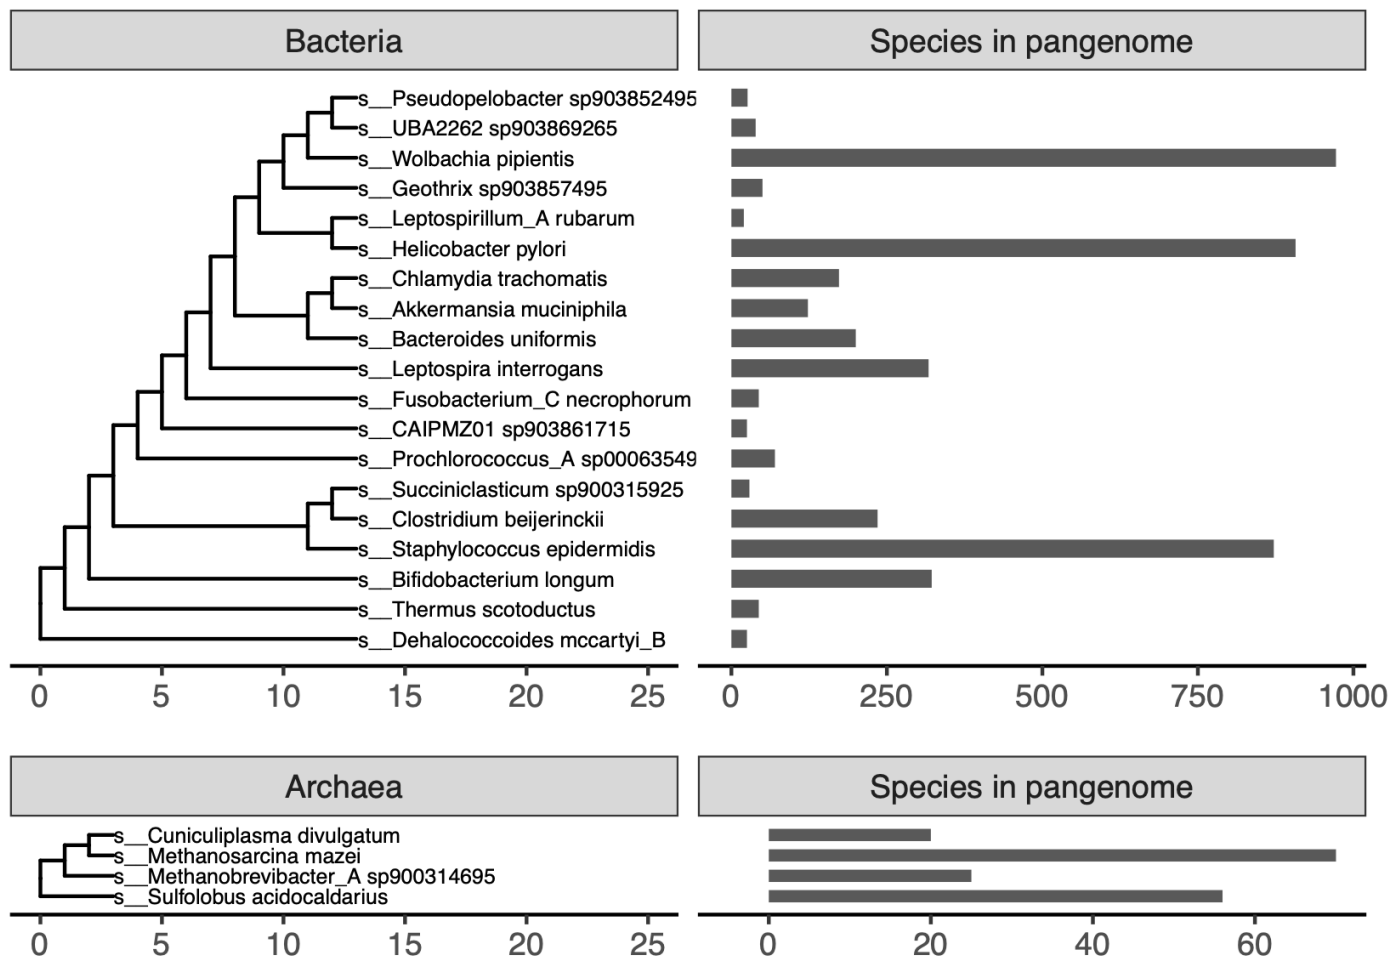 Bacteria
Species in pangenome
s__Pseudopelobacter sp903852495
s__UBA2262 sp903869265
s__Wolbachia pipientis
s__Geothrix sp903857495
s__Leptospirillum_A rubarum
s__Helicobacter pylori
s__Chlamydia trachomatis
s__Akkermansia muciniphila
s__Bacteroides uniformis
s__Leptospira interrogans
s__Fusobacterium_C necrophorum
s__CAIPMZ01 sp903861715
s__Prochlorococcus_A sp00063549
s__Succiniclasticum sp900315925
s__Clostridium beijerinckii
s__Staphylococcus epidermidis
s__Bifidobacterium longum
s__Thermus scotoductus
s__Dehalococcoides mccartyi_B
0 5 10 15 20 25
0 250 500 750 1000
Archaea
Species in pangenome
s__Cuniculiplasma divulgatum
s__Methanosarcina mazei
s__Methanobrevibacter_A sp900314695
s__Sulfolobus acidocaldarius
0 5 10 15 20 25
0 20 40 60